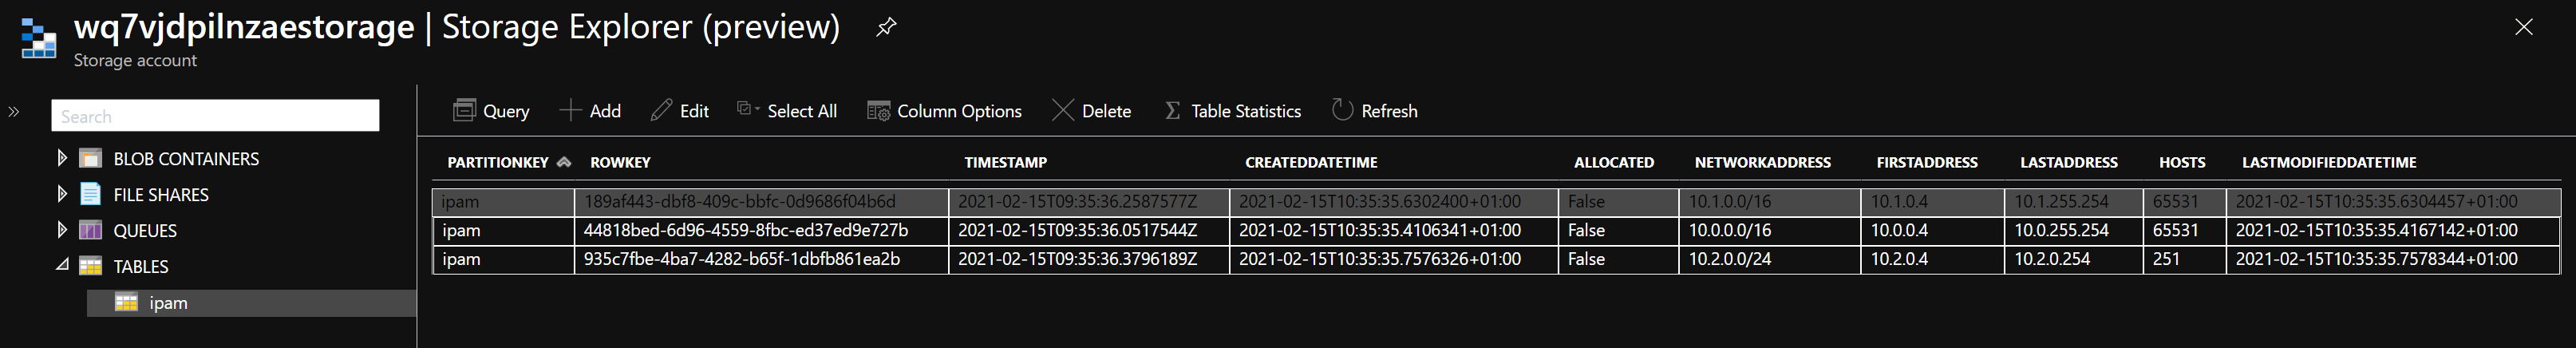 wq7vjdpilnzaestorage | Storage Explorer (preview)
Storage account
Search
BLOB CONTAINERS
FILE SHARES
QUEUES
TABLES
ipam
Query Add Edit Select All Column Options Delete Table Statistics Refresh
PARTITIONKEY ROWKEY TIMESTAMP CREATEDDATETIME ALLOCATED NETWORKADDRESS FIRSTADDRESS LASTADDRESS HOSTS LASTMODIFIEDDATETIME
ipam 189af443-dbf8-409c-bbfc-0d9686f04b6d 2021-02-15T09:35:36.2587577Z 2021-02-15T10:35:35.6302400+01:00 False 10.1.0.0/16 10.1.0.4 10.1.255.254 65531 2021-02-15T10:35:35.6304457+01:00
ipam 44818bed-6d96-4559-8fbc-ed37ed9e727b 2021-02-15T09:35:36.0517544Z 2021-02-15T10:35:35.4106341+01:00 False 10.0.0.0/16 10.0.0.4 10.0.255.254 65531 2021-02-15T10:35:35.4167142+01:00
ipam 935c7fbe-4ba7-4282-b65f-1dbfb861ea2b 2021-02-15T09:35:36.3796189Z 2021-02-15T10:35:35.7576326+01:00 False 10.2.0.0/24 10.2.0.4 10.2.0.254 251 2021-02-15T10:35:35.7578344+01:00